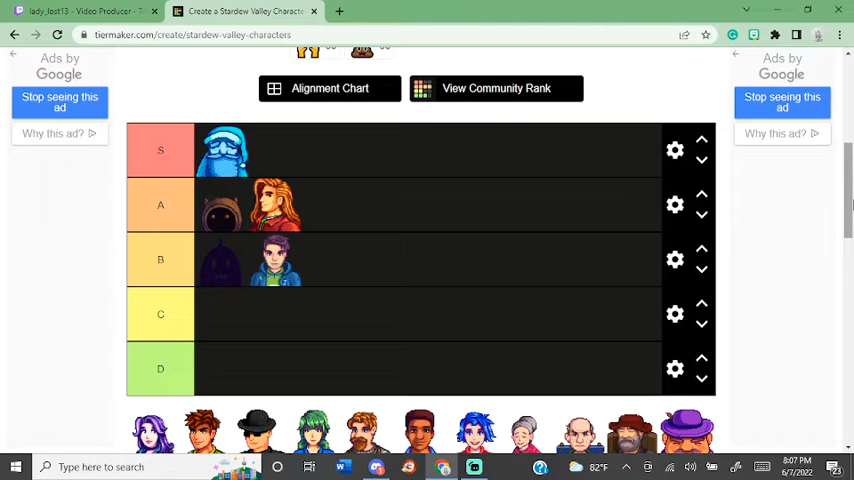 lady_lost13 - Video Producer - T
Create a Stardew Valley Characte
tiermaker.com/create/stardew-valley-characters
Ads by
Google
Stop seeing this
ad
Why this ad?
Alignment Chart
View Community Rank
Ads by
Google
Stop seeing this
ad
Why this ad?
S
A
B
C
D
Type here to search
82°F
8:07 PM
6/7/2022
23